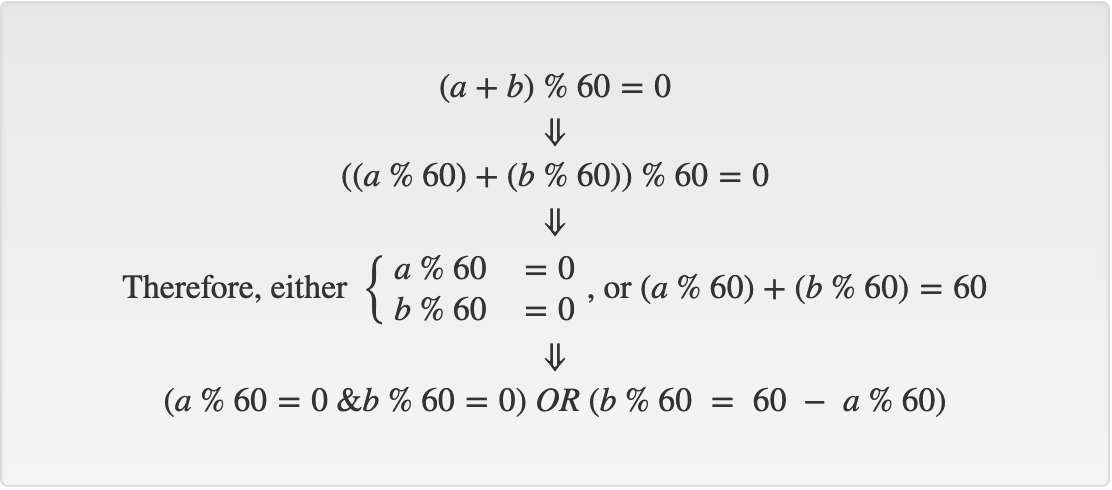 (a + b) % 60 = 0
⇓
((a % 60) + (b % 60)) % 60 = 0
⇓
Therefore, either { a % 60 = 0 b % 60 = 0 , or (a % 60) + (b % 60) = 60
⇓
(a % 60 = 0 &b % 60 = 0) OR (b % 60 = 60 − a % 60)